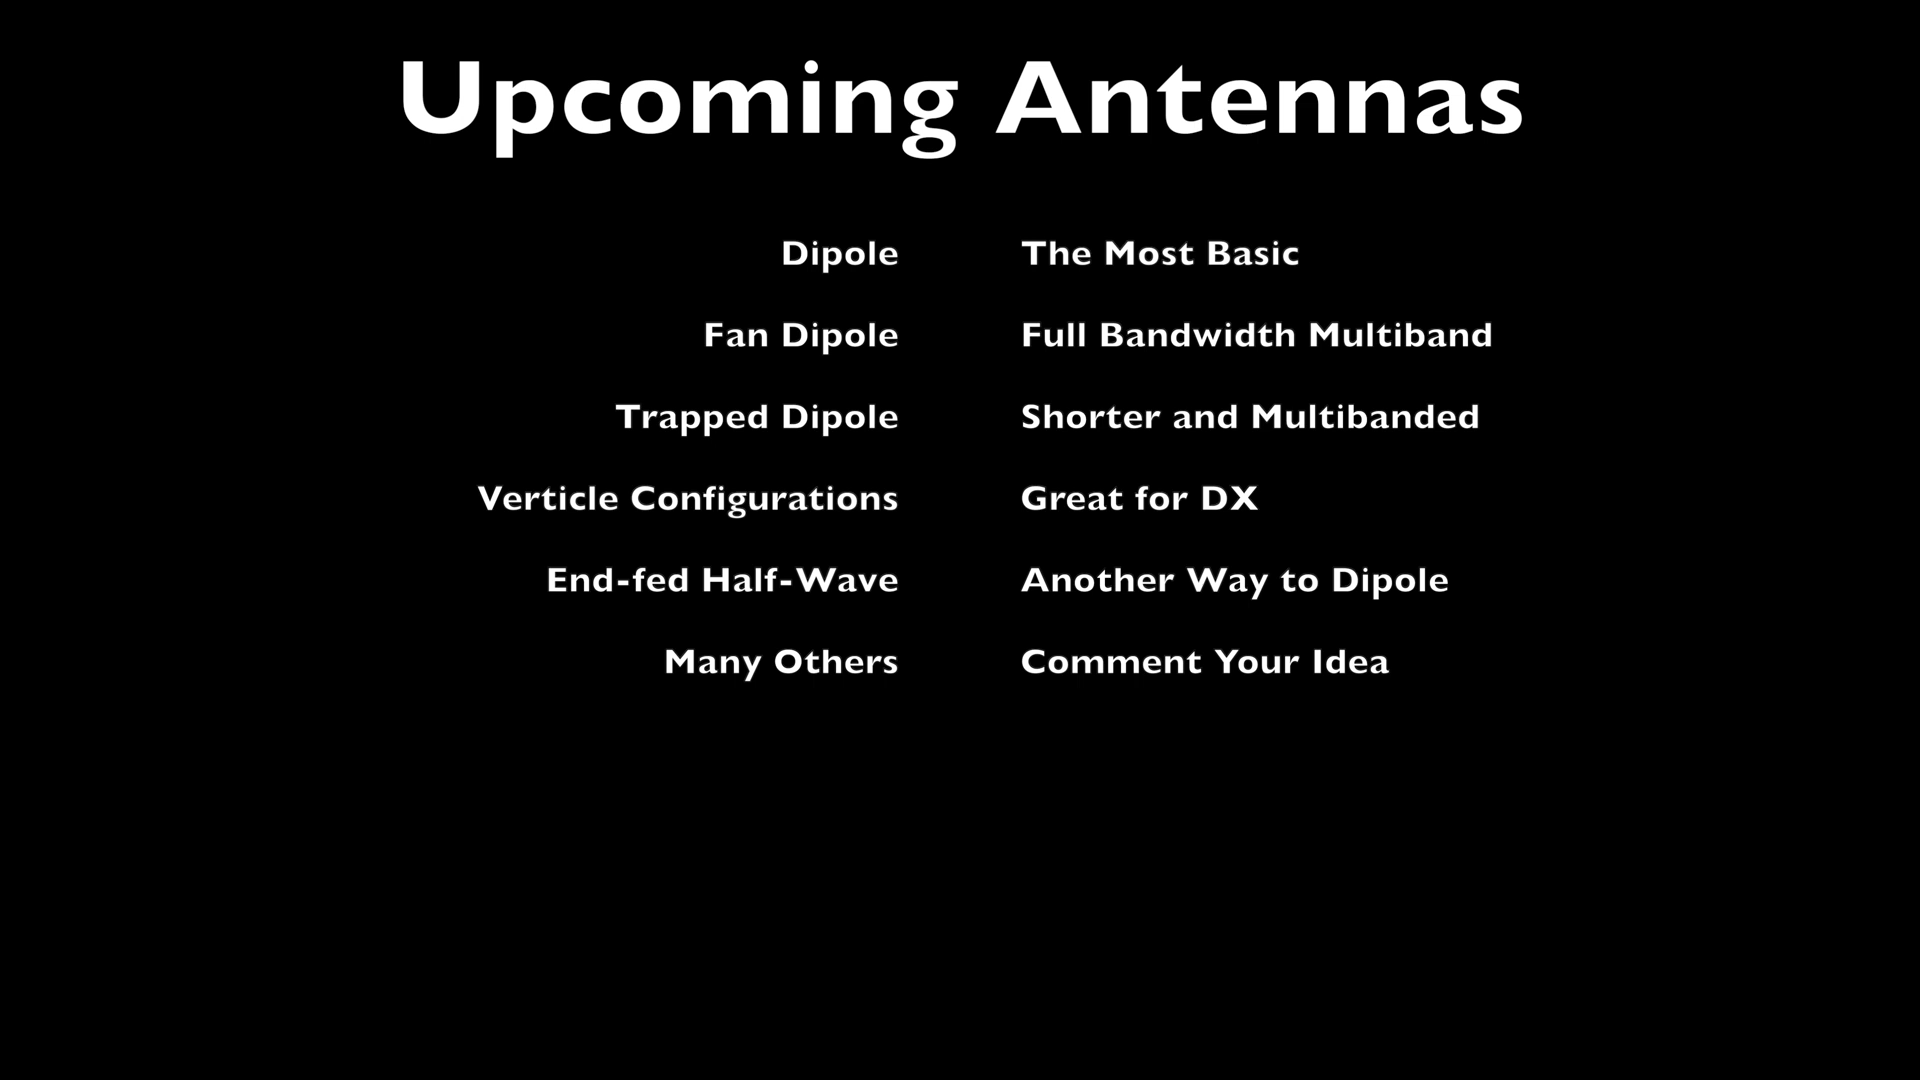 Upcoming Antennas
Dipole The Most Basic
Fan Dipole Full Bandwidth Multiband
Trapped Dipole Shorter and Multibanded
Verticle Configurations Great for DX
End-fed Half-Wave Another Way to Dipole
Many Others Comment Your Idea